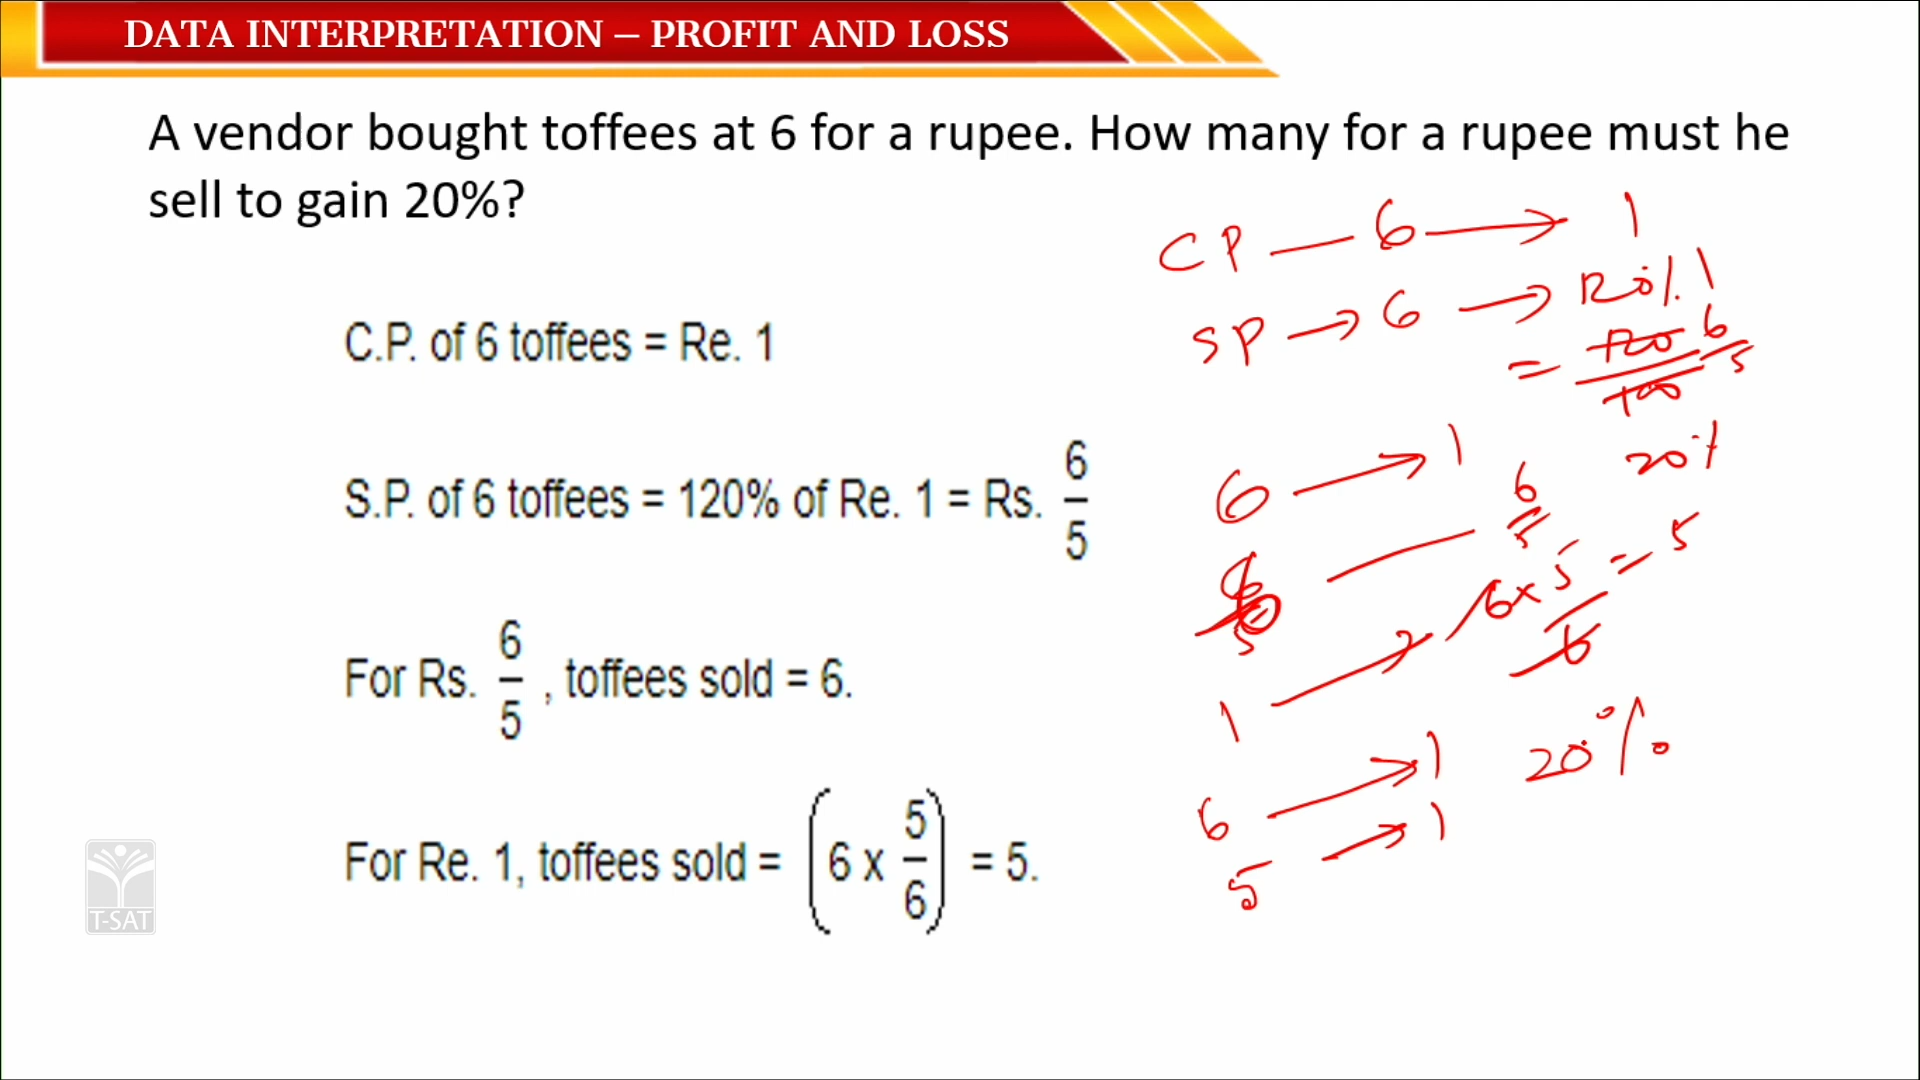 DATA INTERPRETATION – PROFIT AND LOSS
A vendor bought toffees at 6 for a rupee. How many for a rupee must he
sell to gain 20%?
C.P. of 6 toffees = Re. 1
S.P. of 6 toffees = 120% of Re. 1 = Rs. 6/5
For Rs. 6/5 , toffees sold = 6.
For Re. 1, toffees sold = (6 x 5/6) = 5.
CP — 6 → 1
SP → 6 → 120% 1
= 120/100 6/5
20%
6 → 1
6/5
1 → 6 x 5/6 = 5
20%
6 → 1
5 → 1
T-SAT